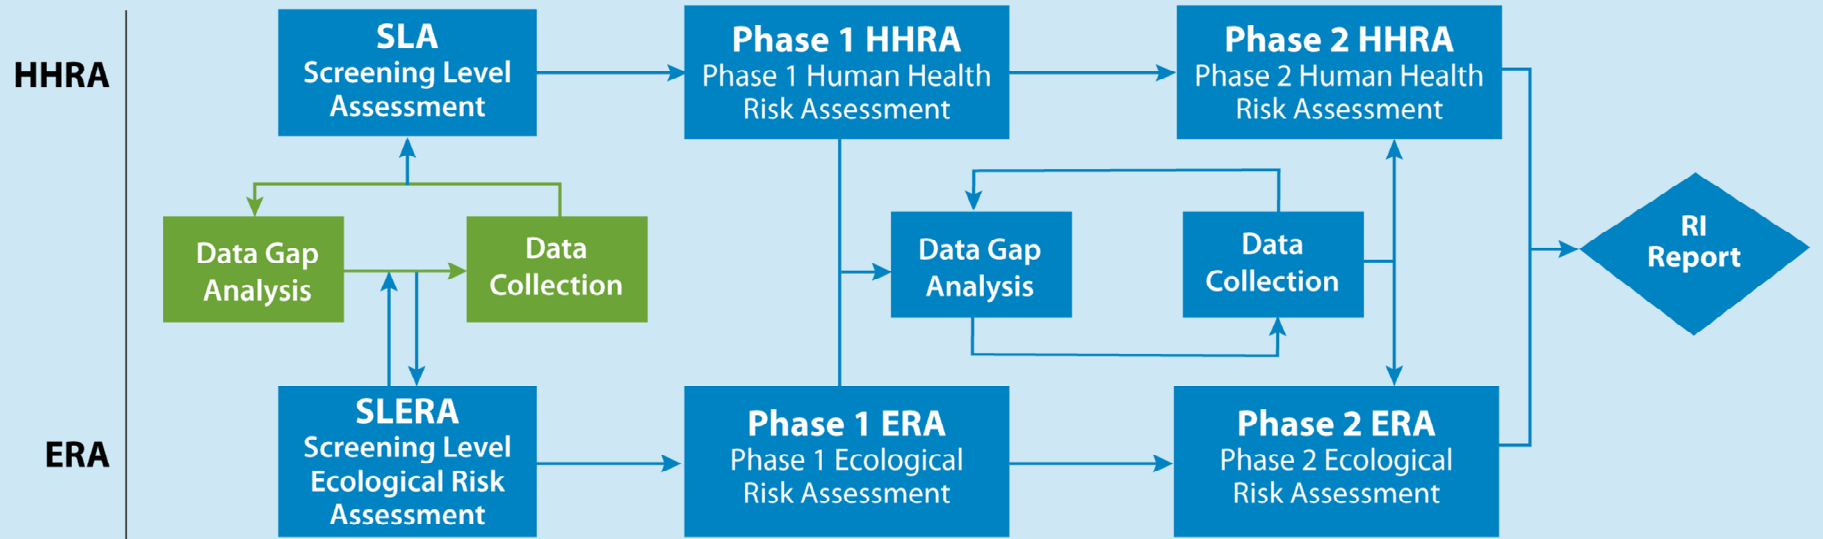 HHRA
SLA
Screening Level
Assessment
Phase 1 HHRA
Phase 1 Human Health
Risk Assessment
Phase 2 HHRA
Phase 2 Human Health
Risk Assessment
Data Gap
Analysis
Data
Collection
Data Gap
Analysis
Data
Collection
RI
Report
ERA
SLERA
Screening Level
Ecological Risk
Assessment
Phase 1 ERA
Phase 1 Ecological
Risk Assessment
Phase 2 ERA
Phase 2 Ecological
Risk Assessment